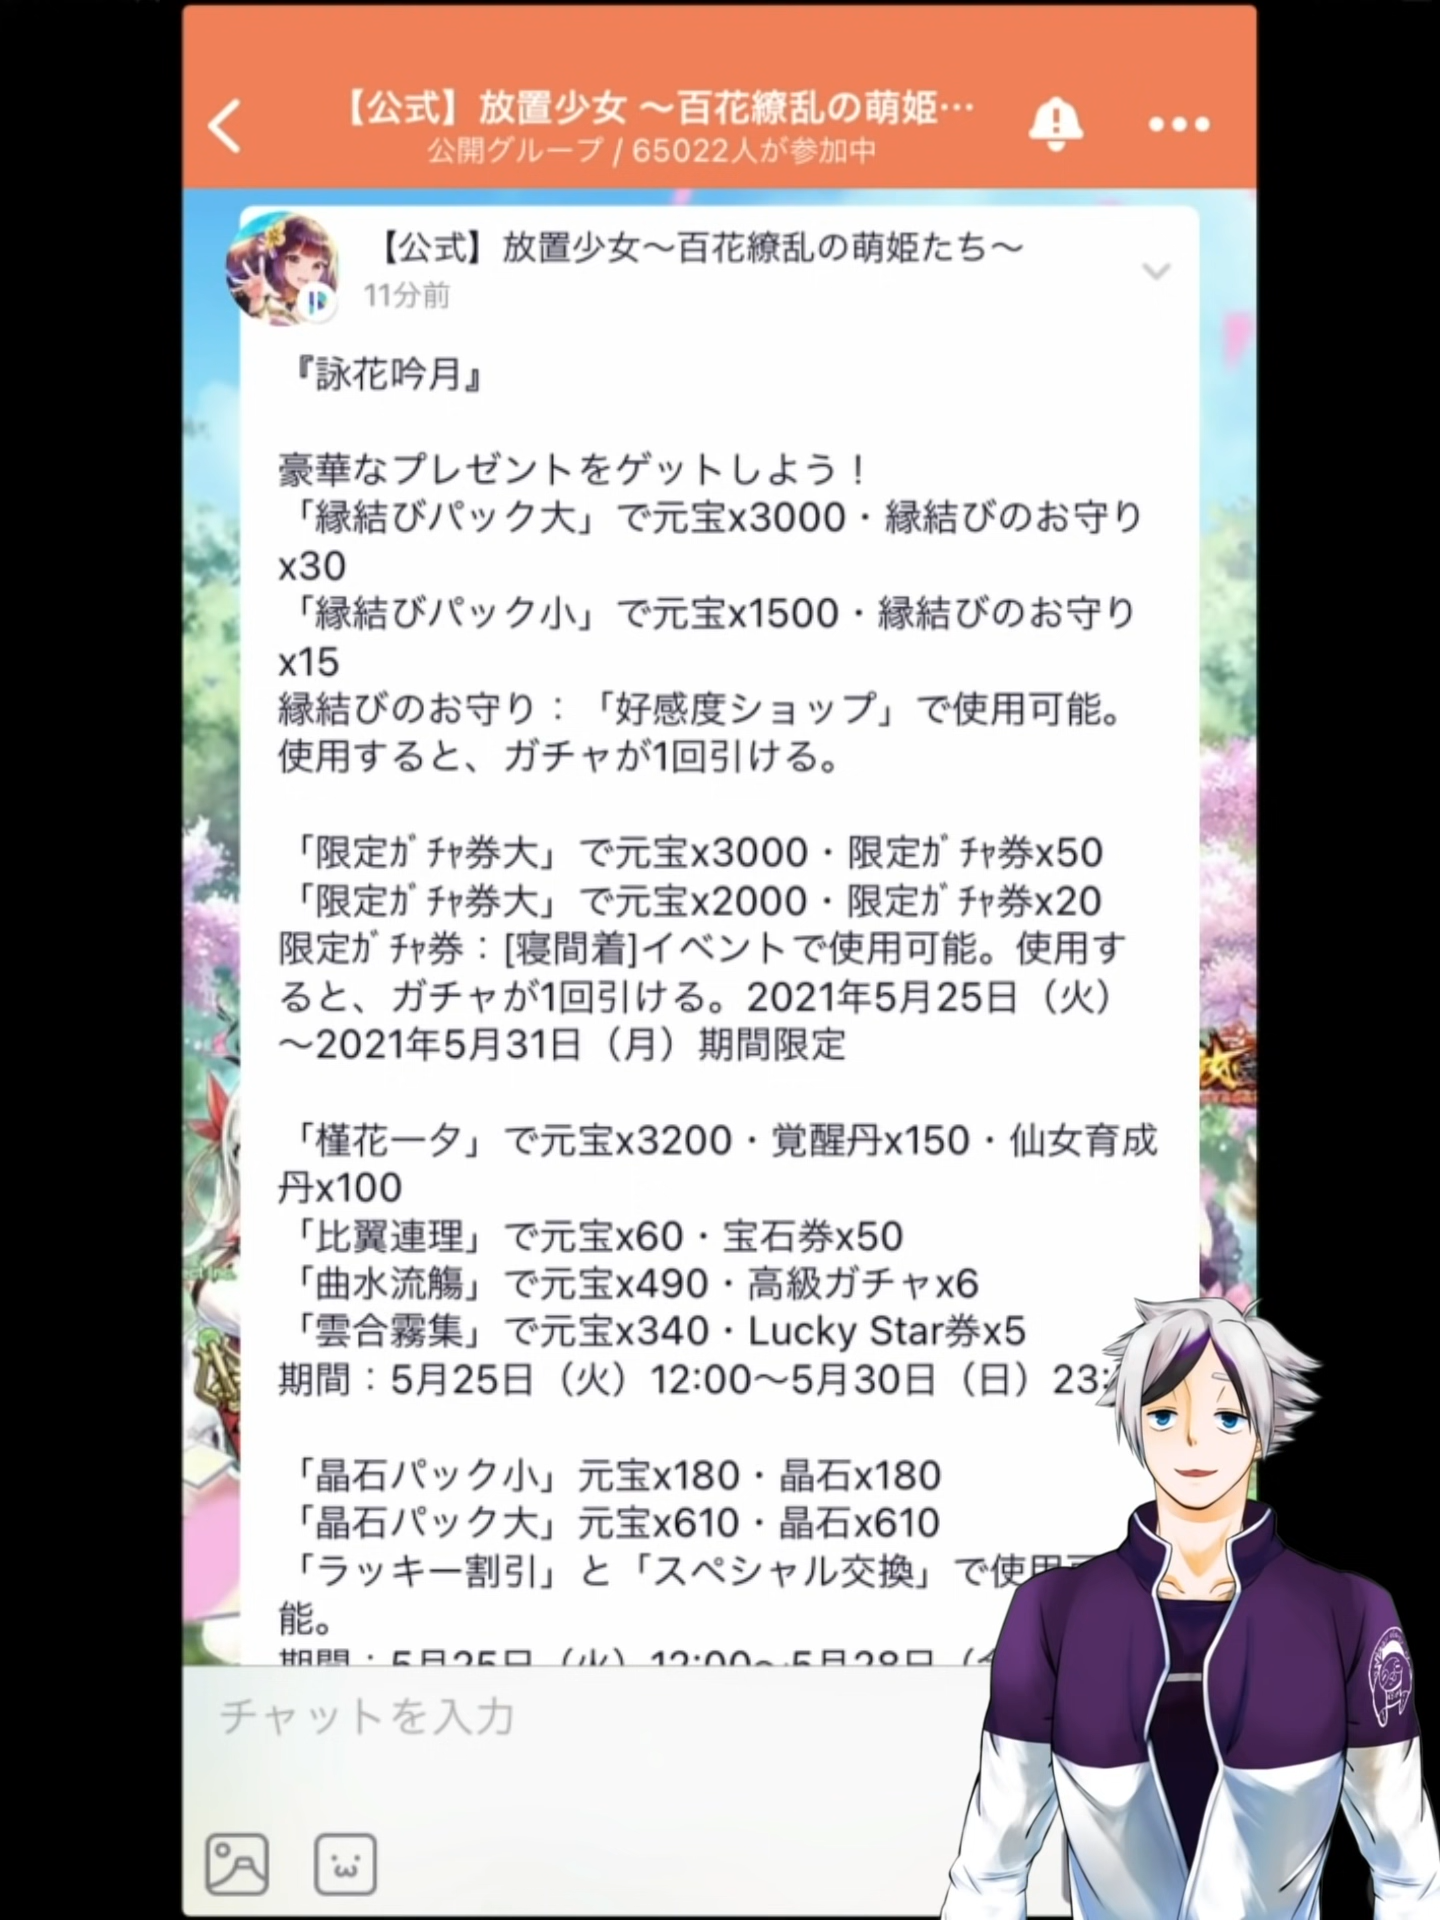 【公式】放置少女 〜百花繚乱の萌姫…
公開グループ / 65022人が参加中
【公式】放置少女〜百花繚乱の萌姫たち〜
11分前
『詠花吟月』
豪華なプレゼントをゲットしよう！
「縁結びパック大」で元宝x3000・縁結びのお守り
x30
「縁結びパック小」で元宝x1500・縁結びのお守り
x15
縁結びのお守り：「好感度ショップ」で使用可能。
使用すると、ガチャが1回引ける。
「限定ｶﾞﾁｬ券大」で元宝x3000・限定ｶﾞﾁｬ券x50
「限定ｶﾞﾁｬ券大」で元宝x2000・限定ｶﾞﾁｬ券x20
限定ｶﾞﾁｬ券：[寝間着]イベントで使用可能。使用す
ると、ガチャが1回引ける。2021年5月25日（火）
〜2021年5月31日（月）期間限定
「槿花一夕」で元宝x3200・覚醒丹x150・仙女育成
丹x100
「比翼連理」で元宝x60・宝石券x50
「曲水流觴」で元宝x490・高級ガチャx6
「雲合霧集」で元宝x340・Lucky Star券x5
期間：5月25日（火）12:00〜5月30日（日）23:
「晶石パック小」元宝x180・晶石x180
「晶石パック大」元宝x610・晶石x610
「ラッキー割引」と「スペシャル交換」で使用可
能。
期間：5月25日（火）12:00〜5月28日（金
チャットを入力